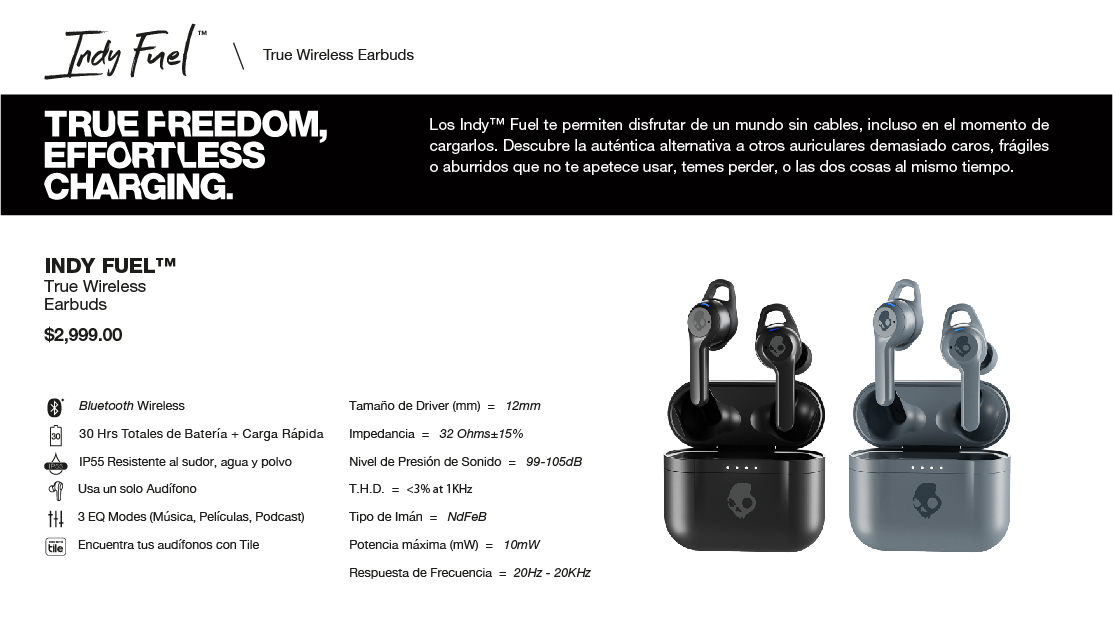 Indy Fuel™ \ True Wireless Earbuds
TRUE FREEDOM,
EFFORTLESS
CHARGING.
Los Indy™ Fuel te permiten disfrutar de un mundo sin cables, incluso en el momento de
cargarlos. Descubre la auténtica alternativa a otros auriculares demasiado caros, frágiles
o aburridos que no te apetece usar, temes perder, o las dos cosas al mismo tiempo.
INDY FUEL™
True Wireless
Earbuds
$2,999.00
Bluetooth Wireless
30
30 Hrs Totales de Batería + Carga Rápida
IP55
IP55 Resistente al sudor, agua y polvo
Usa un solo Audífono
3 EQ Modes (Música, Películas, Podcast)
tile
Encuentra tus audífonos con Tile
Tamaño de Driver (mm) = 12mm
Impedancia = 32 Ohms±15%
Nivel de Presión de Sonido = 99-105dB
T.H.D. = <3% at 1KHz
Tipo de Imán = NdFeB
Potencia máxima (mW) = 10mW
Respuesta de Frecuencia = 20Hz - 20KHz